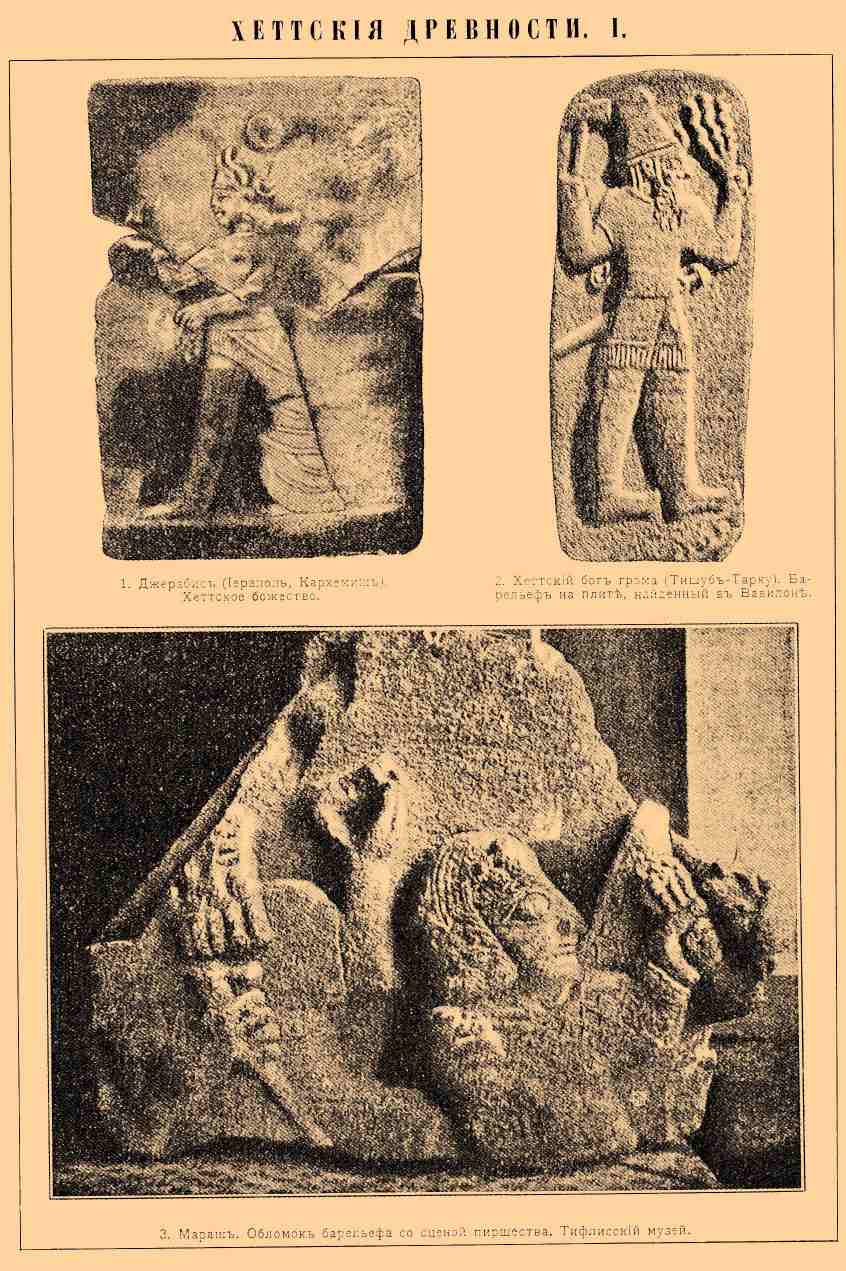 ХЕТТСКІЯ ДРЕВНОСТИ. I.
1. Джерабисъ (Іераполь, Кархемишъ).
Хеттское божество.
2. Хеттскій богъ грома (Тишубъ-Тарку). Ба-
рельефъ на плитѣ, найденный въ Вавилонѣ.
3. Марашъ. Обломокъ барельефа со сценой пиршества. Тифлисскій музей.